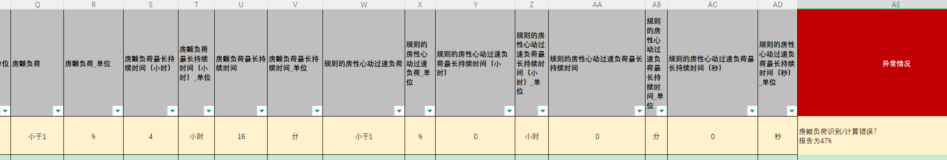 Q R S T U V W X Y Z AA AB AC AD AE
单位
房颤负荷
房颤负荷_单位
房颤负荷最长持
续时间（小时）
房颤负荷
最长持续
时间（小
时）_单位
房颤负荷最长持
续时间
房颤负荷最长持
续时间_单位
规则的房性心动过速负荷
规则的
房性心
动过速
负荷_单
位
规则的房性心动过速负
荷最长持续时间（小
时）
规则的
房性心
动过速
负荷最
长持续
时间
（小
时）_单
位
规则的房性心动过速负荷最长
持续时间
规则
的房
性心
动过
速负
荷最
长持
续时
间_单
位
规则的房性心动过速负荷最
长持续时间（秒）
规则的房性
心动过速负
荷最长持续
时间（秒）
_单位
异常情况
小于1 % 4 小时 16 分 小于1 % 0 小时 0 分 0 秒
房颤负荷识别/计算错误?
报告为47%